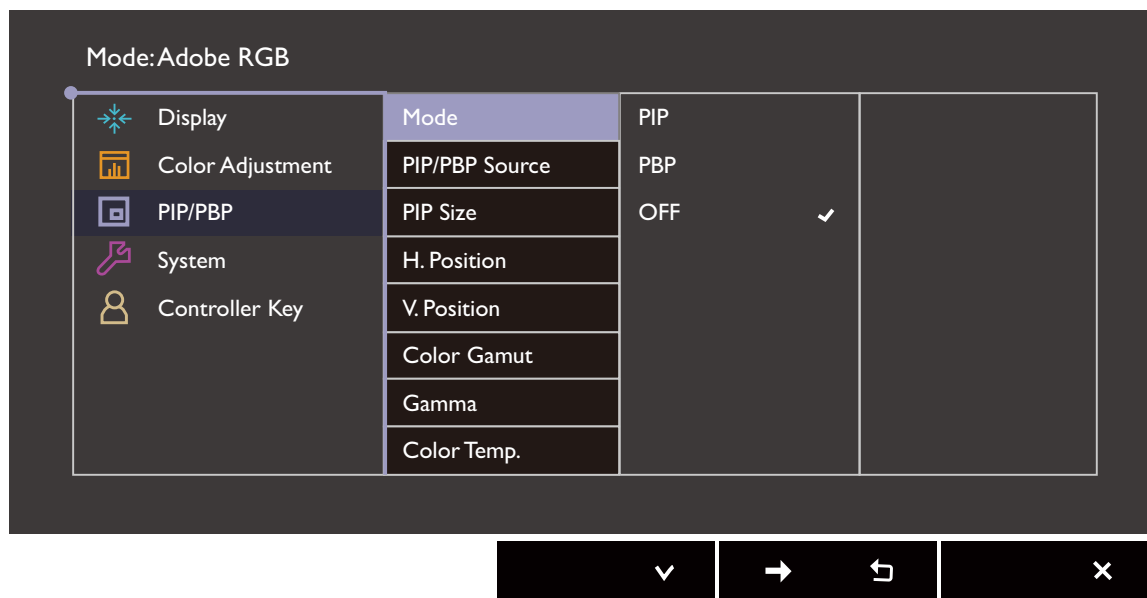 Mode: Adobe RGB
Display
Color Adjustment
PIP/PBP
System
Controller Key
Mode
PIP/PBP Source
PIP Size
H. Position
V. Position
Color Gamut
Gamma
Color Temp.
PIP
PBP
OFF